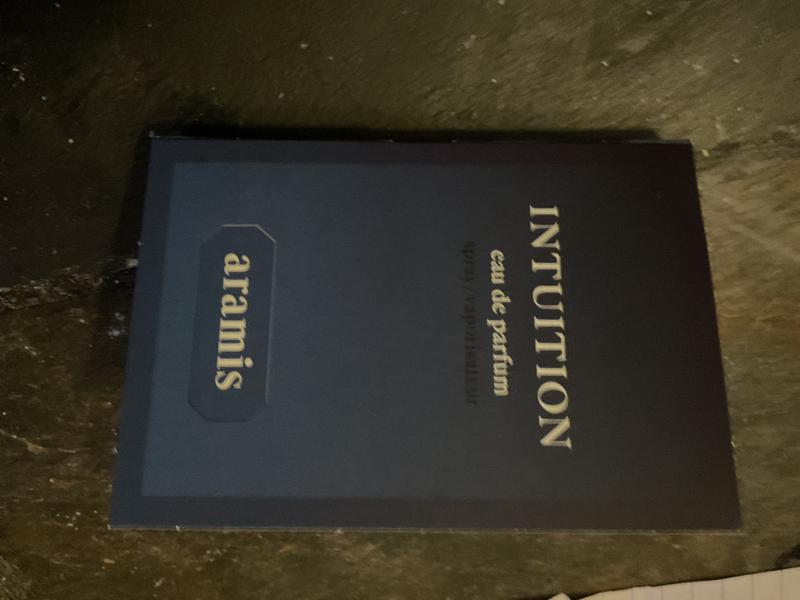 INTUITION
eau de parfum
spray/vaporisateur
aramis